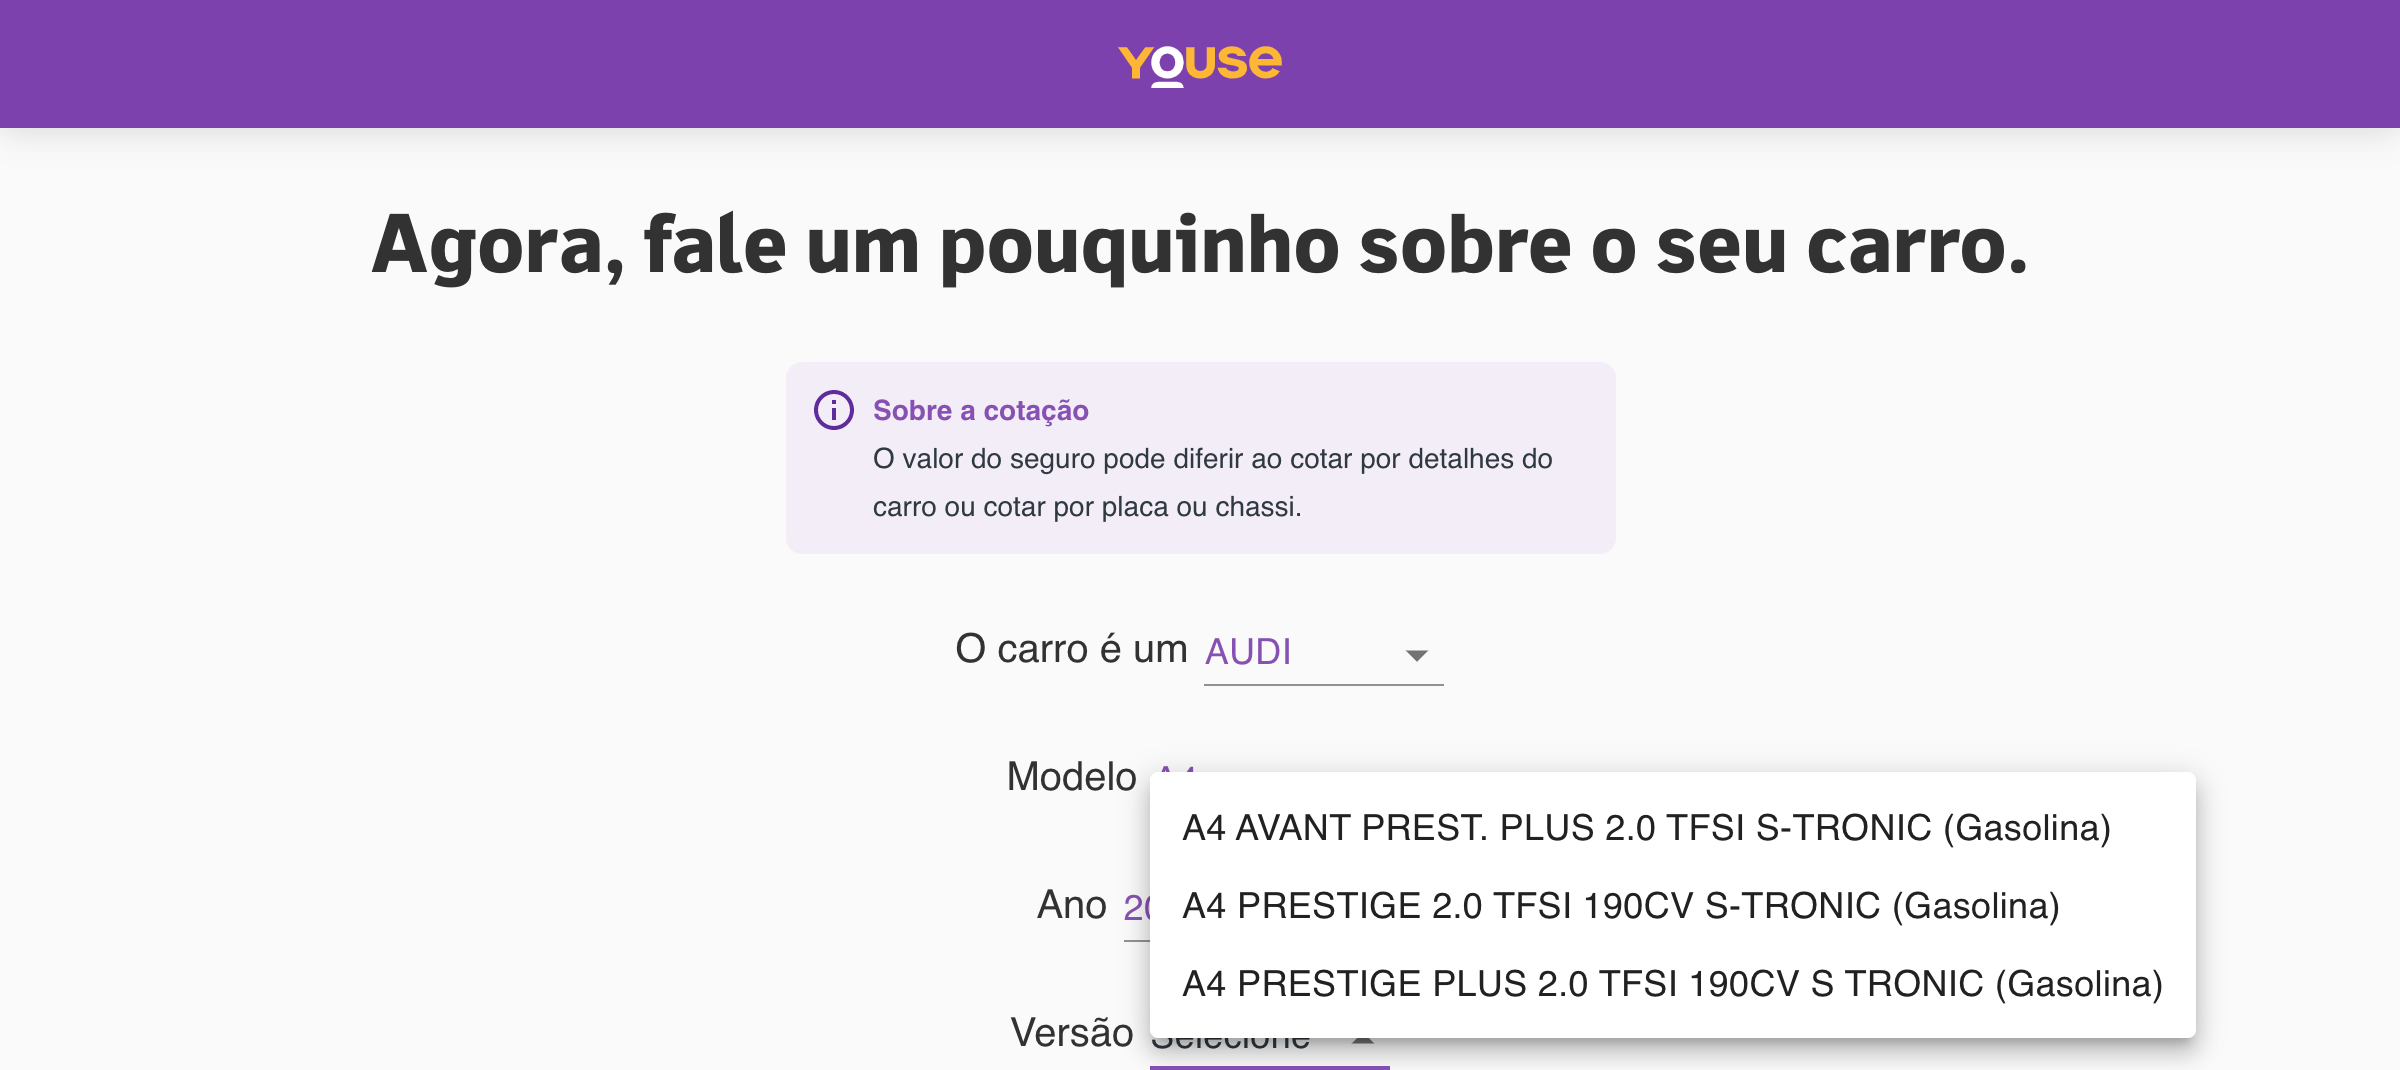 YOUSE
Agora, fale um pouquinho sobre o seu carro.
Sobre a cotação
O valor do seguro pode diferir ao cotar por detalhes do
carro ou cotar por placa ou chassi.
O carro é um AUDI
Modelo A4
A4 AVANT PREST. PLUS 2.0 TFSI S-TRONIC (Gasolina)
Ano
A4 PRESTIGE 2.0 TFSI 190CV S-TRONIC (Gasolina)
A4 PRESTIGE PLUS 2.0 TFSI 190CV S TRONIC (Gasolina)
Versão Selecione